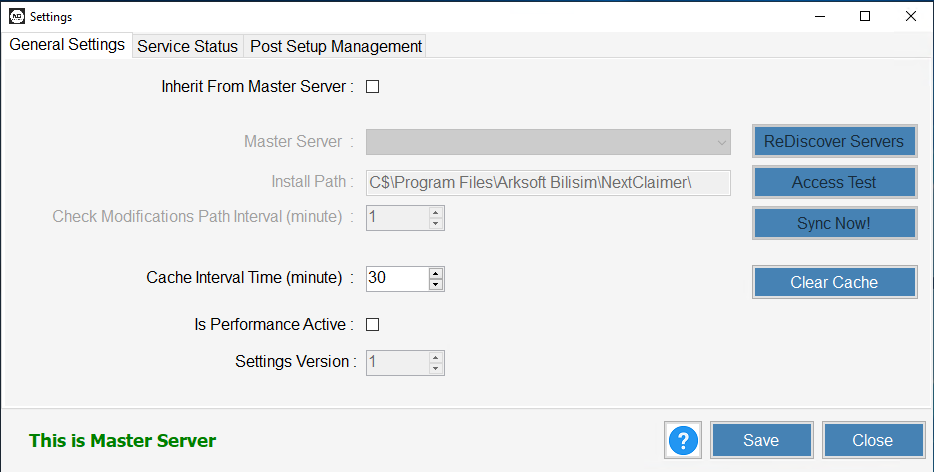 Settings
General Settings
Service Status
Post Setup Management
Inherit From Master Server :
Master Server :
ReDiscover Servers
Install Path : C$\Program Files\Arksoft Bilisim\NextClaimer\
Access Test
Check Modifications Path Interval (minute) : 1
Sync Now!
Cache Interval Time (minute) : 30
Clear Cache
Is Performance Active :
Settings Version : 1
This is Master Server
?
Save
Close